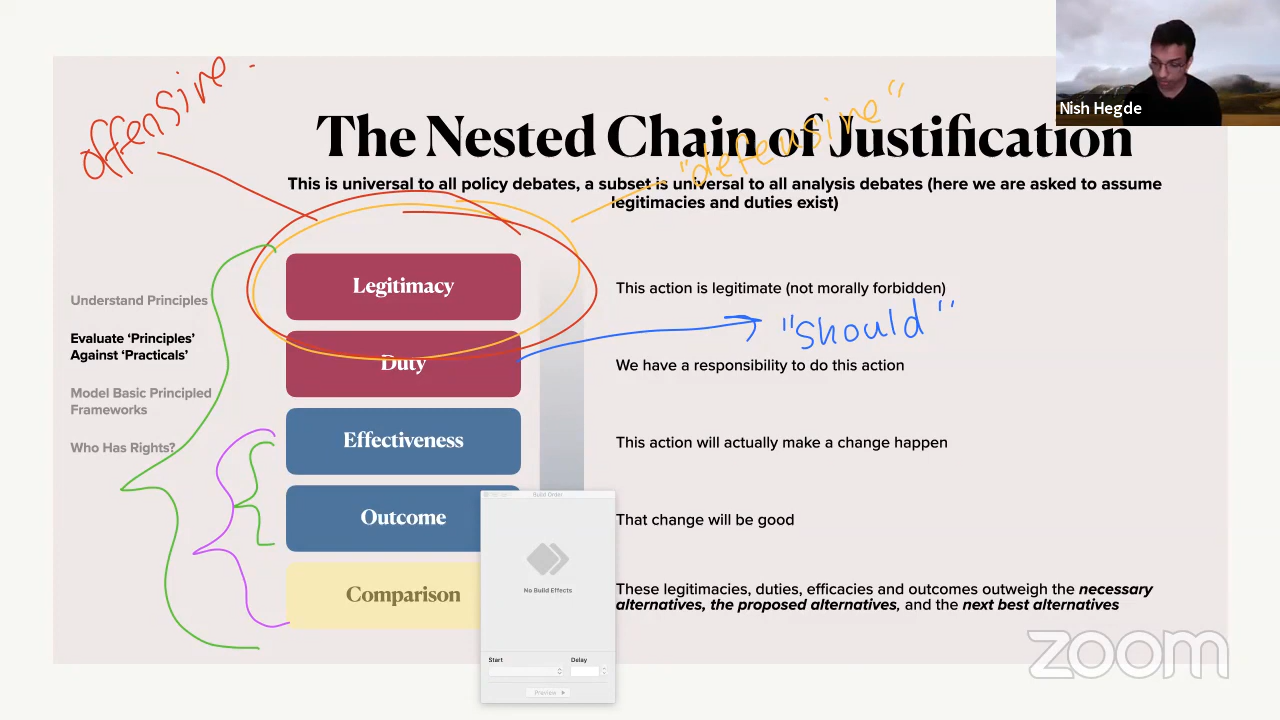 offensive.
"defensive"
Nish Hegde
The Nested Chain of Justification
This is universal to all policy debates, a subset is universal to all analysis debates (here we are asked to assume
legitimacies and duties exist)
Understand Principles
Evaluate ‘Principles’
Against ‘Practicals’
Model Basic Principled
Frameworks
Who Has Rights?
Legitimacy
This action is legitimate (not morally forbidden)
"should"
Duty
We have a responsibility to do this action
Effectiveness
This action will actually make a change happen
Outcome
That change will be good
Comparison
These legitimacies, duties, efficacies and outcomes outweigh the necessary
alternatives, the proposed alternatives, and the next best alternatives
Build Order
No Build Effects
Start Delay
Preview
zoom